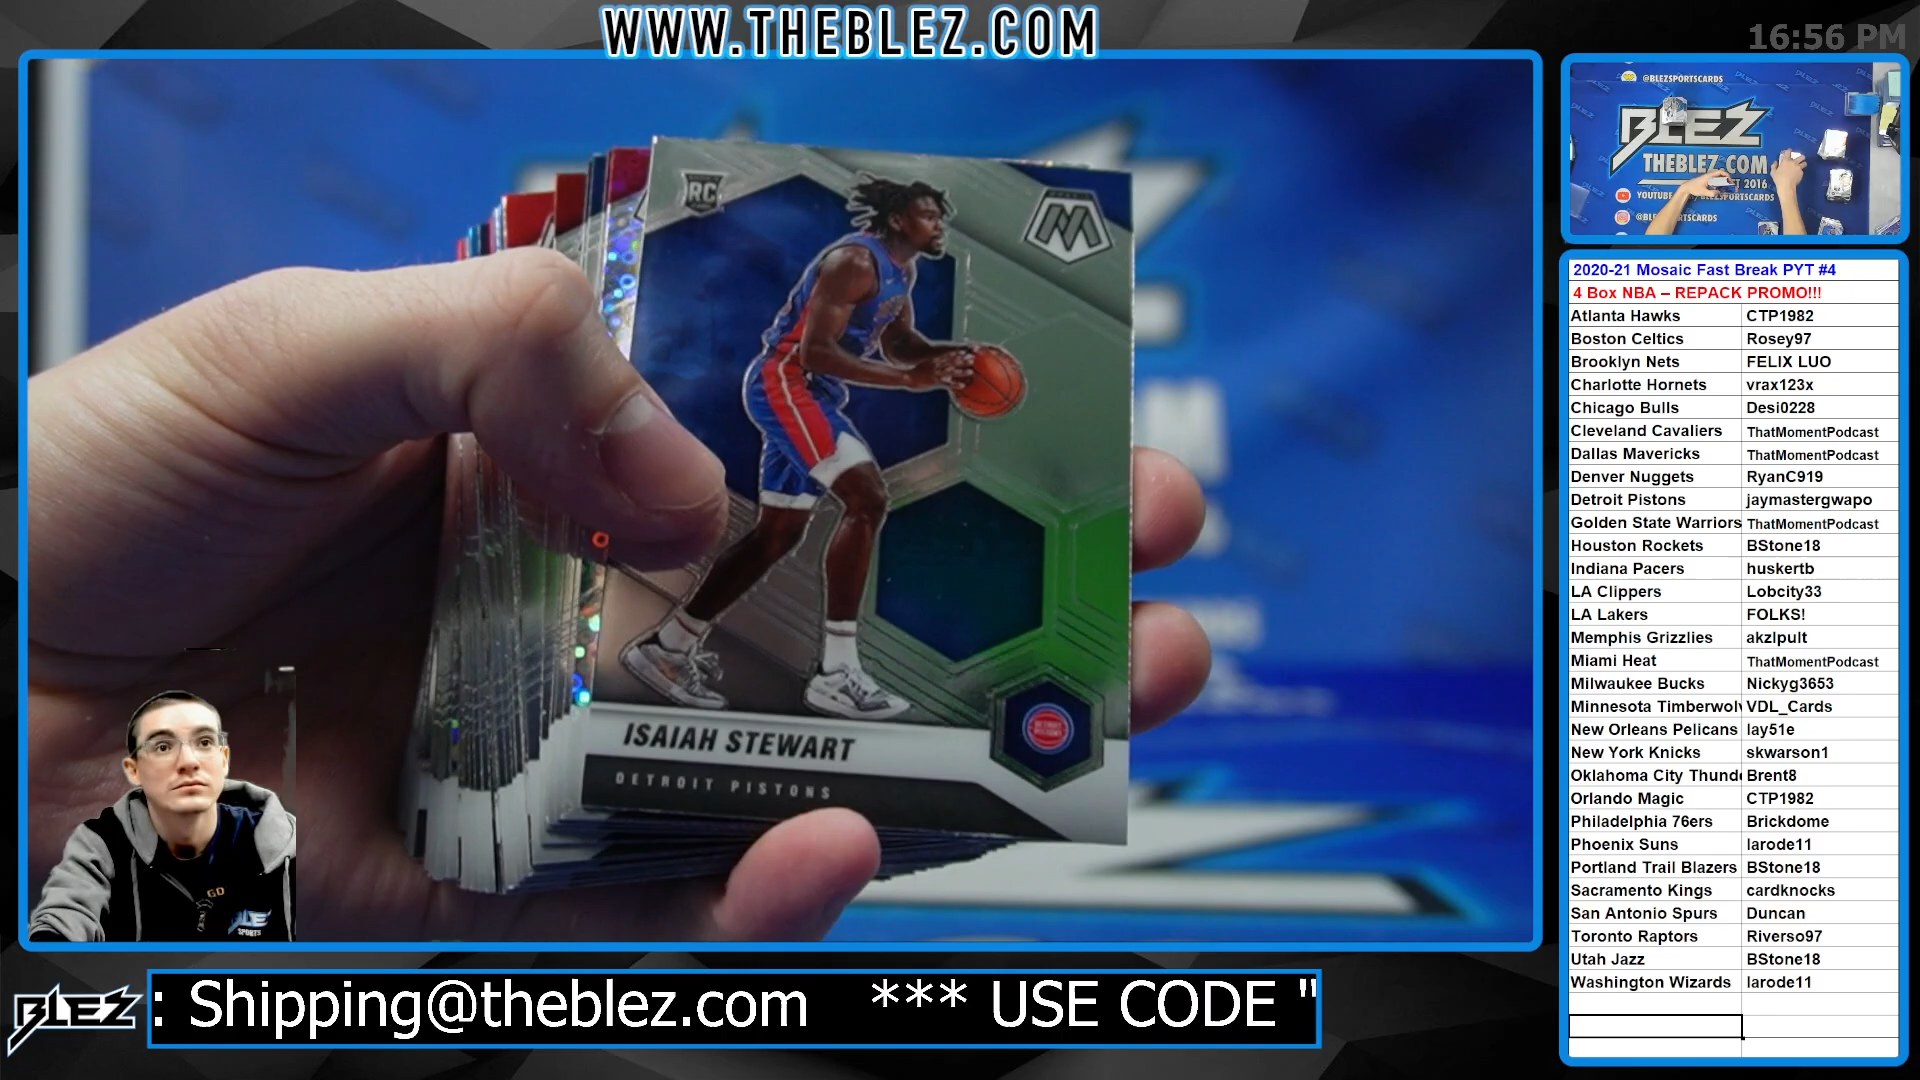 WWW.THEBLEZ.COM
16:56 PM
@BLEZSPORTSCARDS
BLEZ
THEBLEZ.COM
2016
RC
M
ISAIAH STEWART
DETROIT PISTONS
DETROIT PISTONS
GD
SPORTS
2020-21 Mosaic Fast Break PYT #4
4 Box NBA – REPACK PROMO!!!
Atlanta Hawks CTP1982
Boston Celtics Rosey97
Brooklyn Nets FELIX LUO
Charlotte Hornets vrax123x
Chicago Bulls Desi0228
Cleveland Cavaliers ThatMomentPodcast
Dallas Mavericks ThatMomentPodcast
Denver Nuggets RyanC919
Detroit Pistons jaymastergwapo
Golden State Warriors ThatMomentPodcast
Houston Rockets BStone18
Indiana Pacers huskertb
LA Clippers Lobcity33
LA Lakers FOLKS!
Memphis Grizzlies akzlpult
Miami Heat ThatMomentPodcast
Milwaukee Bucks Nickyg3653
Minnesota Timberwolv VDL_Cards
New Orleans Pelicans lay51e
New York Knicks skwarson1
Oklahoma City Thunde Brent8
Orlando Magic CTP1982
Philadelphia 76ers Brickdome
Phoenix Suns larode11
Portland Trail Blazers BStone18
Sacramento Kings cardknocks
San Antonio Spurs Duncan
Toronto Raptors Riverso97
Utah Jazz BStone18
Washington Wizards larode11
BLEZ
: Shipping@theblez.com *** USE CODE "